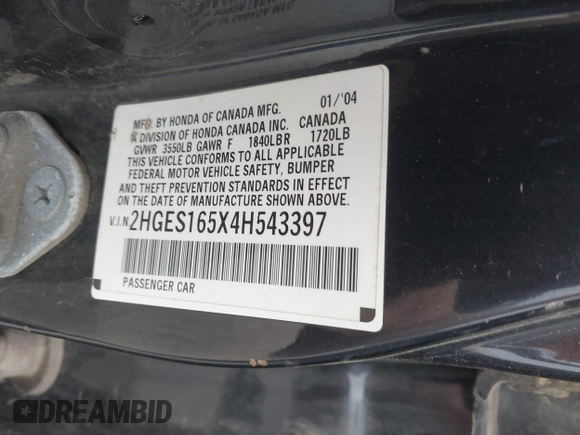 MFD. BY HONDA OF CANADA MFG. 01/'04
A DIVISION OF HONDA CANADA INC. CANADA
GVWR 3550LB GAWR F 1840LB R 1720LB
THIS VEHICLE CONFORMS TO ALL APPLICABLE
FEDERAL MOTOR VEHICLE SAFETY, BUMPER
AND THEFT PREVENTION STANDARDS IN EFFECT
ON THE DATE OF MANUFACTURE SHOWN ABOVE.
V.I.N. 2HGES165X4H543397
PASSENGER CAR
DREAMBID